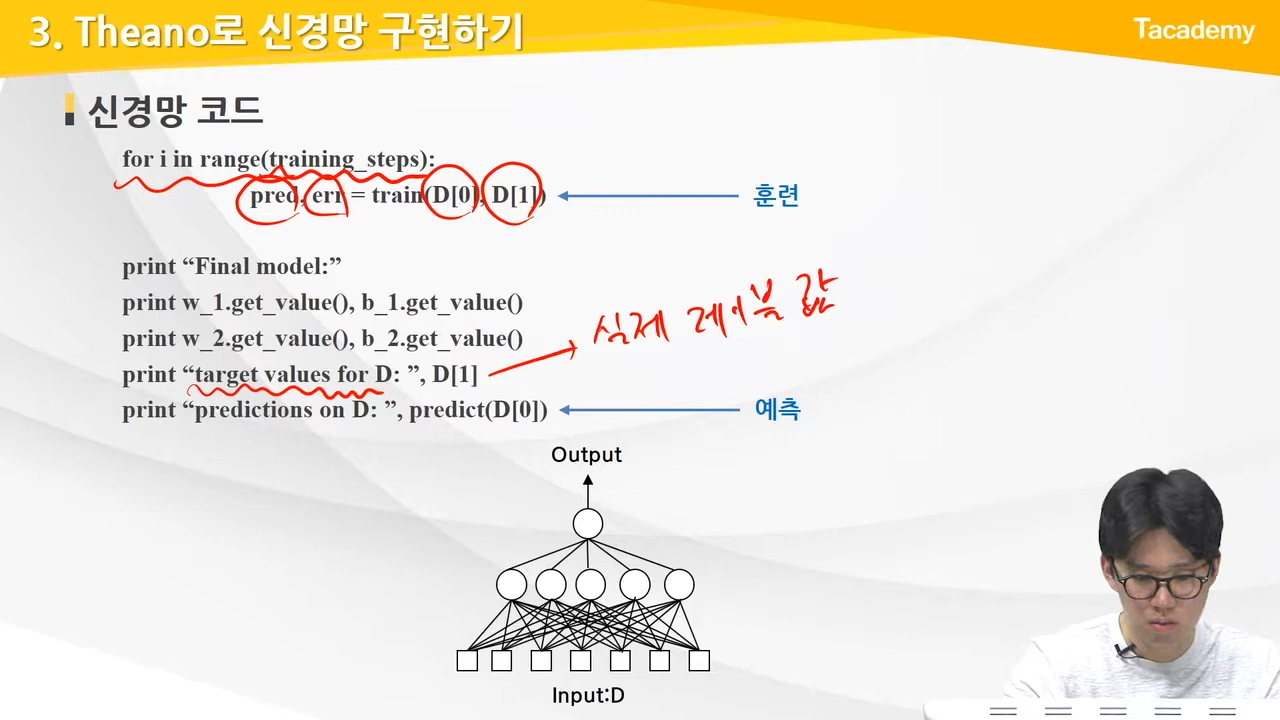 3. Theano로 신경망 구현하기
Tacademy
신경망 코드
for i in range(training_steps):
pred, err = train(D[0], D[1])
훈련
print “Final model:”
print w_1.get_value(), b_1.get_value()
print w_2.get_value(), b_2.get_value()
print “target values for D: ”, D[1]
실제 레이블 값
print “predictions on D: ”, predict(D[0])
예측
Output
Input:D